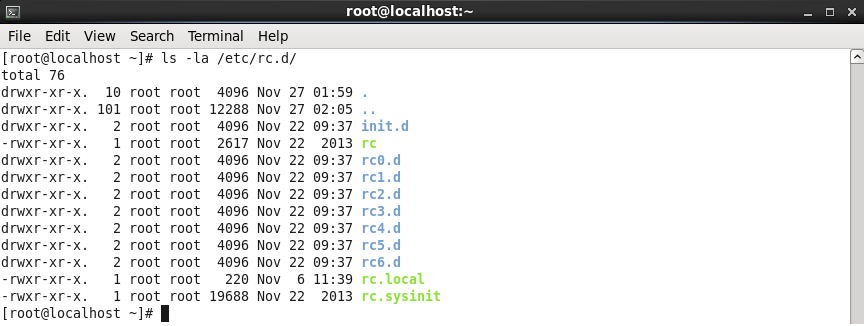 root@localhost:~
File Edit View Search Terminal Help
[root@localhost ~]# ls -la /etc/rc.d/
total 76
drwxr-xr-x.  10 root root  4096 Nov 27 01:59 .
drwxr-xr-x. 101 root root 12288 Nov 27 02:05 ..
drwxr-xr-x.   2 root root  4096 Nov 22 09:37 init.d
-rwxr-xr-x.   1 root root  2617 Nov 22  2013 rc
drwxr-xr-x.   2 root root  4096 Nov 22 09:37 rc0.d
drwxr-xr-x.   2 root root  4096 Nov 22 09:37 rc1.d
drwxr-xr-x.   2 root root  4096 Nov 22 09:37 rc2.d
drwxr-xr-x.   2 root root  4096 Nov 22 09:37 rc3.d
drwxr-xr-x.   2 root root  4096 Nov 22 09:37 rc4.d
drwxr-xr-x.   2 root root  4096 Nov 22 09:37 rc5.d
drwxr-xr-x.   2 root root  4096 Nov 22 09:37 rc6.d
-rwxr-xr-x.   1 root root   220 Nov  6 11:39 rc.local
-rwxr-xr-x.   1 root root 19688 Nov 22  2013 rc.sysinit
[root@localhost ~]#